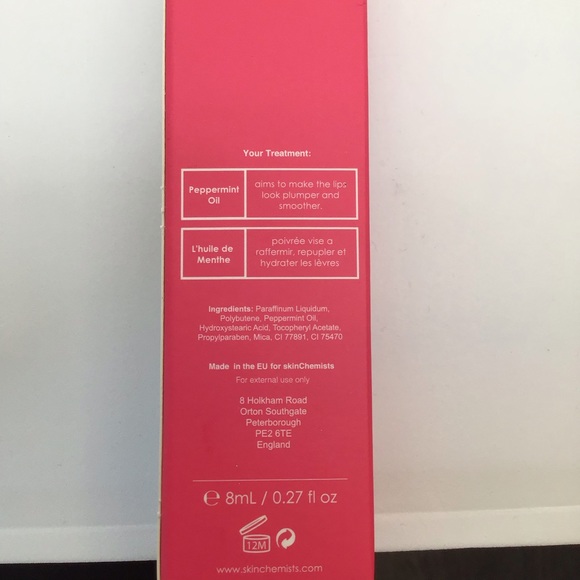 Your Treatment:
Peppermint
Oil
aims to make the lips
look plumper and
smoother.
L'huile de
Menthe
poivrée vise a
raffermir, repupler et
hydrater les lèvres
Ingredients: Paraffinum Liquidum,
Polybutene, Peppermint Oil,
Hydroxystearic Acid, Tocopheryl Acetate,
Propylparaben, Mica, CI 77891, CI 75470
Made in the EU for skinChemists
For external use only
8 Holkham Road
Orton Southgate
Peterborough
PE2 6TE
England
℮ 8mL / 0.27 fl oz
12M
www.skinchemists.com